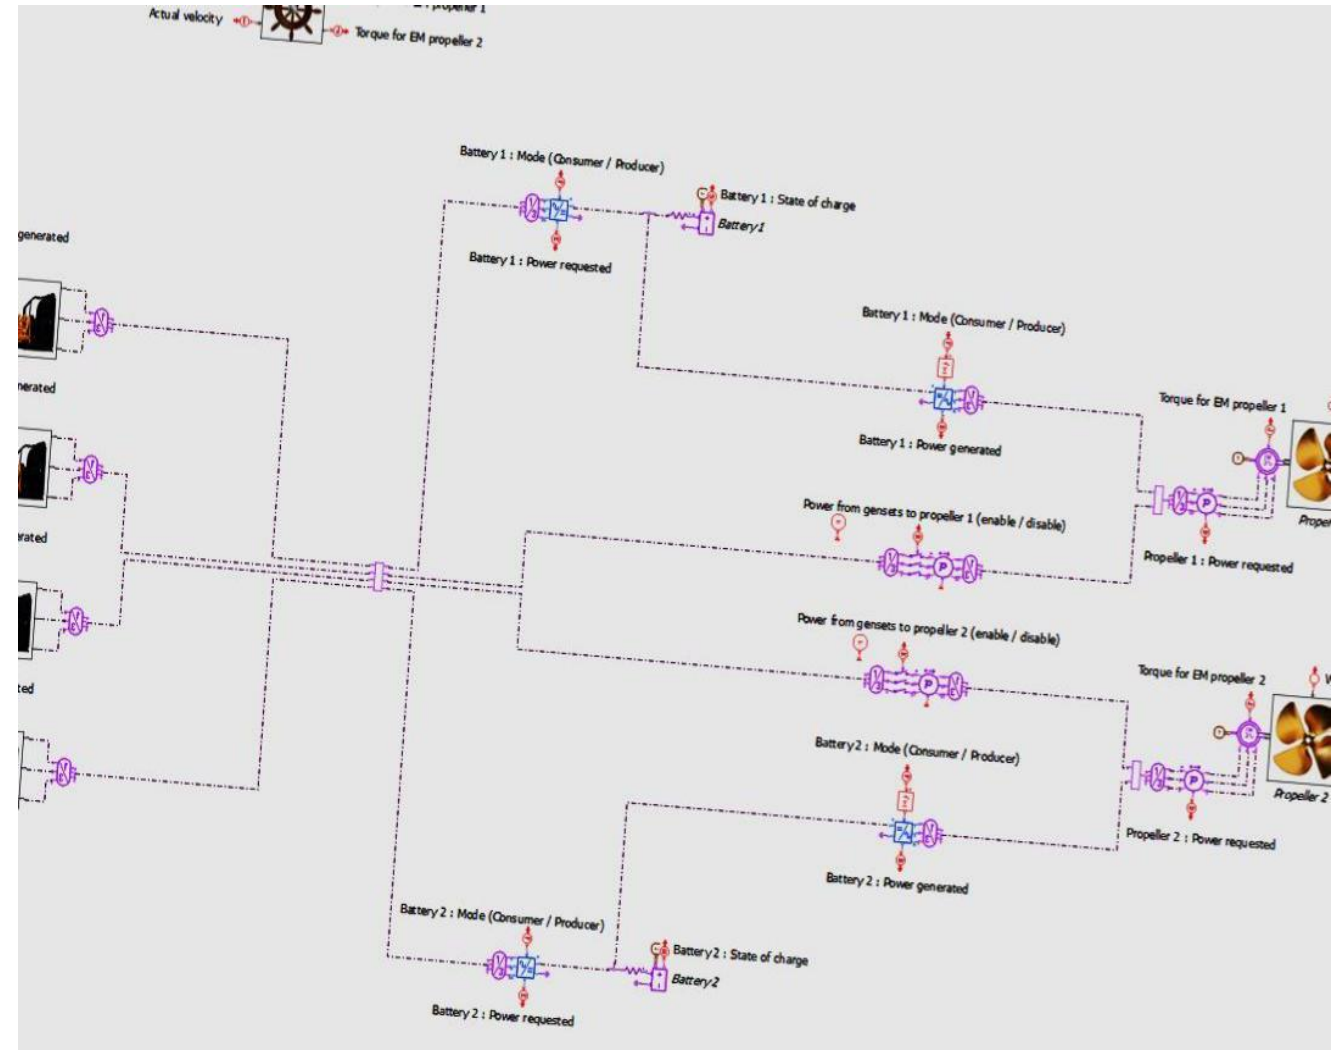 Actual velocity
propeller 1
Torque for EM propeller 2
Battery 1 : Mode (Consumer / Producer)
Battery 1 : State of charge
Battery1
Battery 1 : Power requested
generated
Battery 1 : Mode (Consumer / Producer)
nerated
Battery 1 : Power generated
Torque for EM propeller 1
Power from gensets to propeller 1 (enable / disable)
P
P
Proper
rated
Propeller 1 : Power requested
Power from gensets to propeller 2 (enable / disable)
P
Torque for EM propeller 2
ted
Battery 2 : Mode (Consumer / Producer)
P
Propeller 2
Propeller 2 : Power requested
Battery 2 : Power generated
Battery 2 : Mode (Consumer / Producer)
Battery 2 : State of charge
Battery2
Battery 2 : Power requested